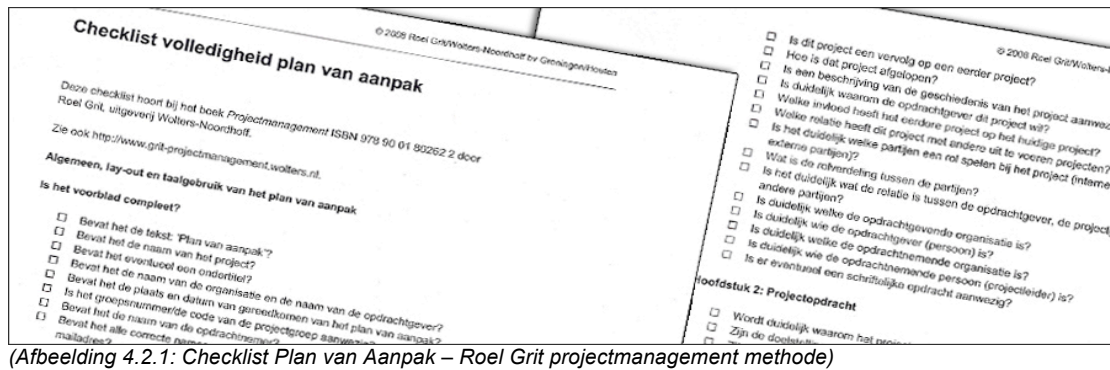 © 2008 Roel Grit/Wolters-Noordhoff bv Groningen/Houten
Checklist volledigheid plan van aanpak
Deze checklist hoort bij het boek Projectmanagement ISBN 978 90 01 80262 2 door
Roel Grit, uitgeverij Wolters-Noordhoff.
Zie ook http://www.grit-projectmanagement.wolters.nl.
Algemeen, lay-out en taalgebruik van het plan van aanpak
Is het voorblad compleet?
Bevat het de tekst: 'Plan van aanpak'?
Bevat het de naam van het project?
Bevat het eventueel een ondertitel?
Bevat het de naam van de organisatie en de naam van de opdrachtgever?
Bevat het de plaats en datum van gereedkomen van het plan van aanpak?
Is het groepsnummer/de code van de projectgroep aanwezig?
Bevat het de naam van de opdrachtnemer?
Bevat het alle correcte
mailadres?
© 2008 Roel Grit/Wolters-
Is dit project een vervolg op een eerder project?
Hoe is dat project afgelopen?
Is een beschrijving van de geschiedenis van het project aanwez
Is duidelijk waarom de opdrachtgever dit project wil?
Welke invloed heeft het eerdere project op het huidige project?
Welke relatie heeft dit project met andere uit te voeren projecten?
Is het duidelijk welke partijen een rol spelen bij het project (interne
externe partijen)?
Wat is de rolverdeling tussen de partijen?
Is het duidelijk wat de relatie is tussen de opdrachtgever, de project
andere partijen?
Is duidelijk welke de opdrachtgevende organisatie is?
Is duidelijk wie de opdrachtgever (persoon) is?
Is duidelijk welke de opdrachtnemende organisatie is?
Is duidelijk wie de opdrachtnemende persoon (projectleider) is?
Is er eventueel een schriftelijke opdracht aanwezig?
Hoofdstuk 2: Projectopdracht
Wordt duidelijk waarom het
Zijn de
(Afbeelding 4.2.1: Checklist Plan van Aanpak – Roel Grit projectmanagement methode)